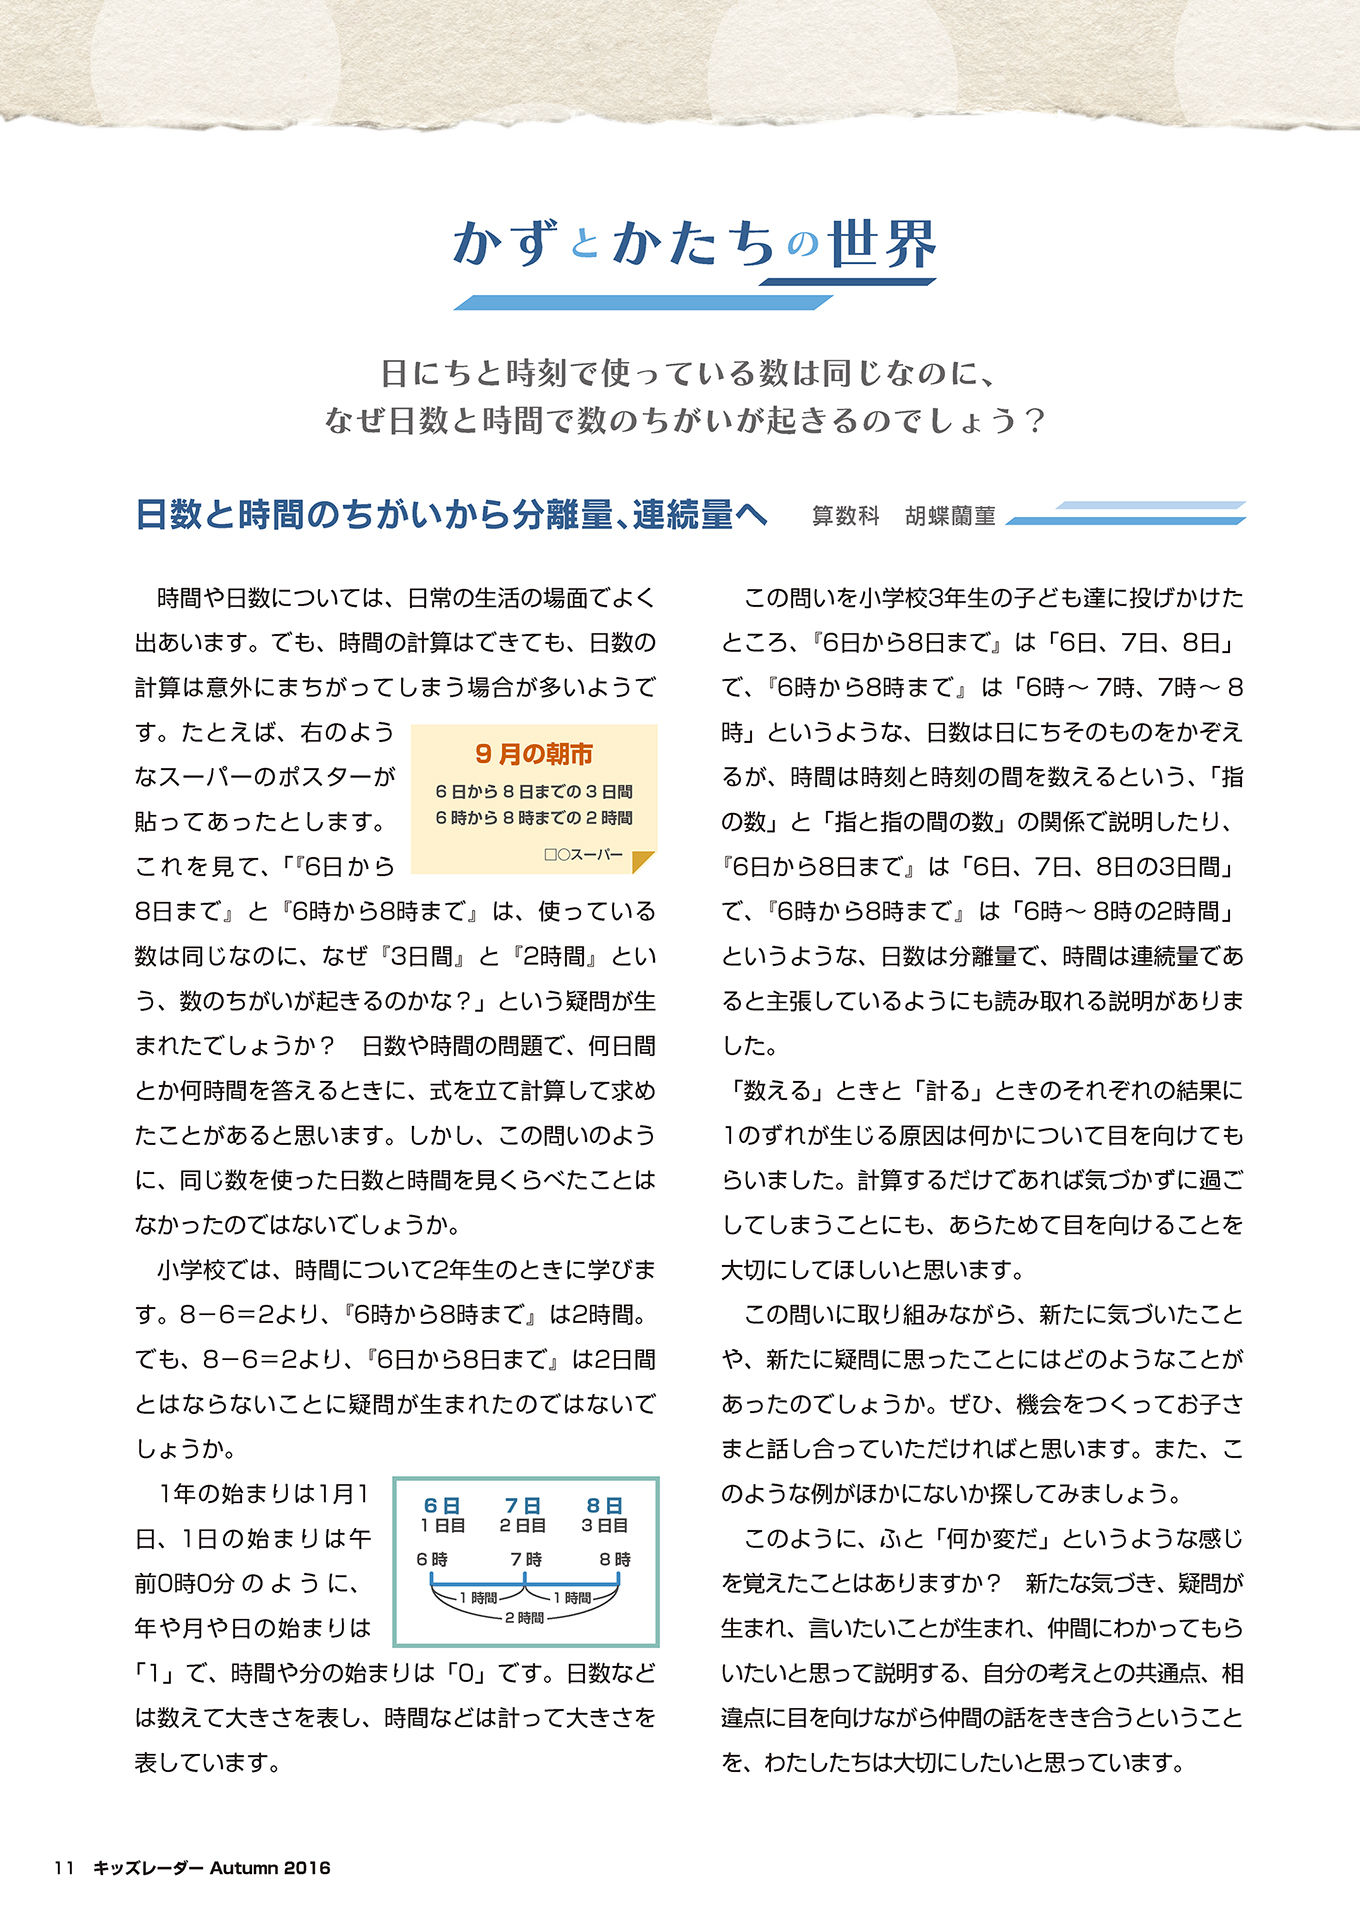 かずとかたちの世界
日にちと時刻で使っている数は同じなのに、
なぜ日数と時間で数のちがいが起きるのでしょう？
日数と時間のちがいから分離量、連続量へ　算数科　胡蝶蘭菫
　時間や日数については、日常の生活の場面でよく
出あいます。でも、時間の計算はできても、日数の
計算は意外にまちがってしまう場合が多いようで
す。たとえば、右のよう
なスーパーのポスターが
貼ってあったとします。
これを見て、「『6日から
8日まで』と『6時から8時まで』は、使っている
数は同じなのに、なぜ『3日間』と『2時間』とい
う、数のちがいが起きるのかな？」という疑問が生
まれたでしょうか？　日数や時間の問題で、何日間
とか何時間を答えるときに、式を立て計算して求め
たことがあると思います。しかし、この問いのよう
に、同じ数を使った日数と時間を見くらべたことは
なかったのではないでしょうか。
9月の朝市
6日から8日までの3日間
6時から8時までの2時間
□○スーパー
　小学校では、時間について2年生のときに学びま
す。8－6＝2より、『6時から8時まで』は2時間。
でも、8－6＝2より、『6日から8日まで』は2日間
とはならないことに疑問が生まれたのではないで
しょうか。
　1年の始まりは1月1
日、1日の始まりは午
前0時0分のように、
年や月や日の始まりは
「1」で、時間や分の始まりは「0」です。日数など
は数えて大きさを表し、時間などは計って大きさを
表しています。
6日 7日 8日
1日目 2日目 3日目
6時 7時 8時
1時間 1時間
2時間
　この問いを小学校3年生の子ども達に投げかけた
ところ、『6日から8日まで』は「6日、7日、8日」
で、『6時から8時まで』は「6時～7時、7時～8
時」というような、日数は日にちそのものをかぞえ
るが、時間は時刻と時刻の間を数えるという、「指
の数」と「指と指の間の数」の関係で説明したり、
『6日から8日まで』は「6日、7日、8日の3日間」
で、『6時から8時まで』は「6時～8時の2時間」
というような、日数は分離量で、時間は連続量であ
ると主張しているようにも読み取れる説明がありま
した。
「数える」ときと「計る」ときのそれぞれの結果に
1のずれが生じる原因は何かについて目を向けても
らいました。計算するだけであれば気づかずに過ご
してしまうことにも、あらためて目を向けることを
大切にしてほしいと思います。
　この問いに取り組みながら、新たに気づいたこと
や、新たに疑問に思ったことにはどのようなことが
あったのでしょうか。ぜひ、機会をつくってお子さ
まと話し合っていただければと思います。また、こ
のような例がほかにないか探してみましょう。
　このように、ふと「何か変だ」というような感じ
を覚えたことはありますか？　新たな気づき、疑問が
生まれ、言いたいことが生まれ、仲間にわかってもら
いたいと思って説明する、自分の考えとの共通点、相
違点に目を向けながら仲間の話をきき合うということ
を、わたしたちは大切にしたいと思っています。
11　キッズレーダー Autumn 2016